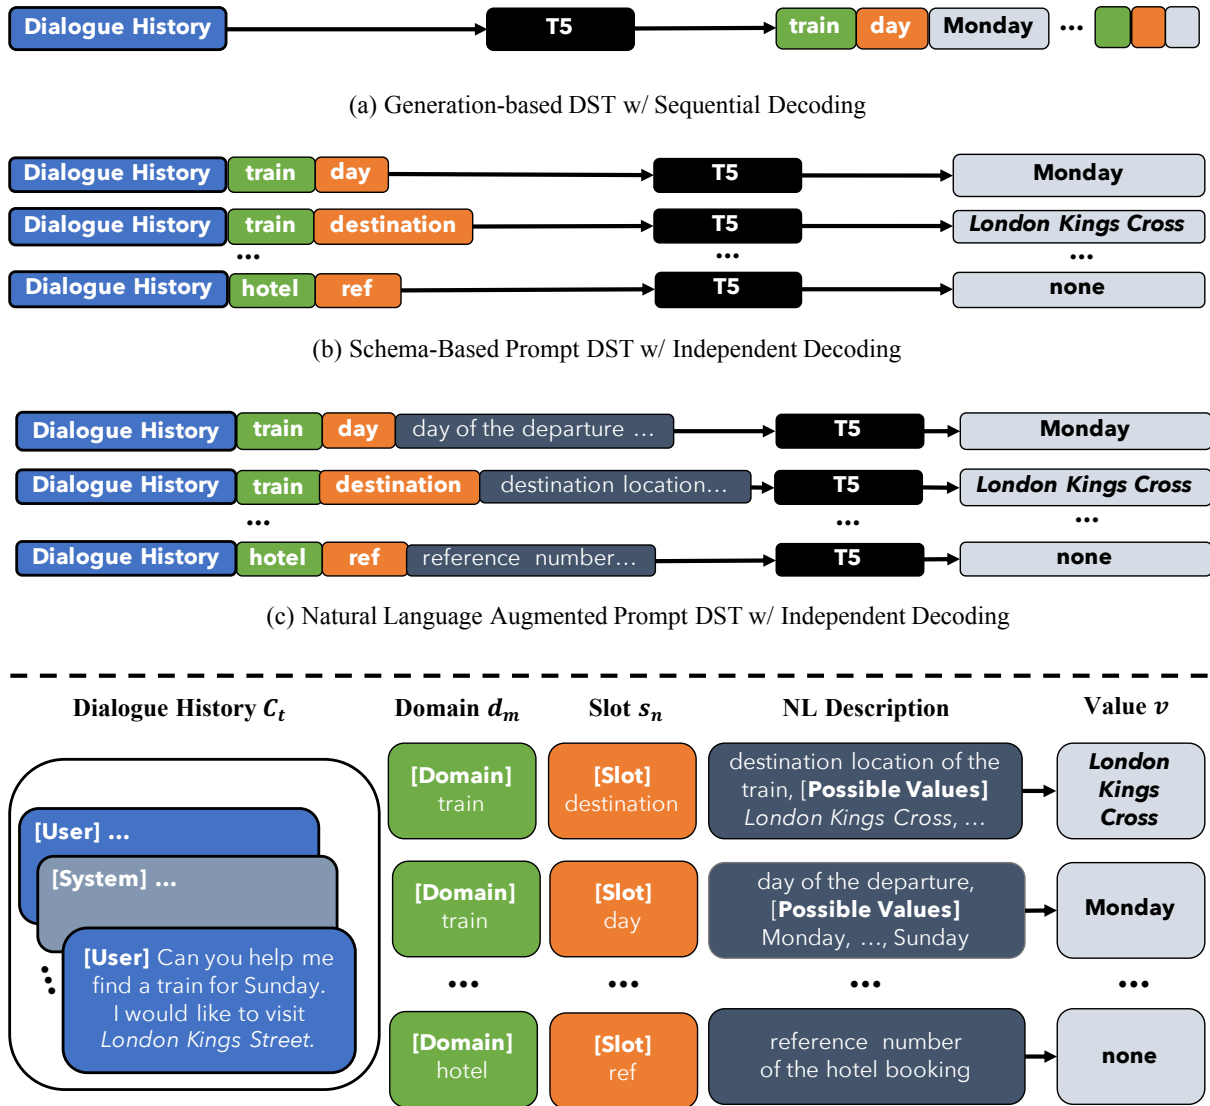 Dialogue History T5 train day Monday ...
(a) Generation-based DST w/ Sequential Decoding
Dialogue History train day T5 Monday
Dialogue History train destination T5 London Kings Cross
... ... ...
Dialogue History hotel ref T5 none
(b) Schema-Based Prompt DST w/ Independent Decoding
Dialogue History train day day of the departure ... T5 Monday
Dialogue History train destination destination location... T5 London Kings Cross
... ... ...
Dialogue History hotel ref reference number... T5 none
(c) Natural Language Augmented Prompt DST w/ Independent Decoding
Dialogue History C_t Domain d_m Slot s_n NL Description Value v
[User] ...
[System] ...
[User] Can you help me
find a train for Sunday.
I would like to visit
London Kings Street.
[Domain]
train
[Slot]
destination
destination location of the
train, [Possible Values]
London Kings Cross, ...
London
Kings
Cross
[Domain]
train
[Slot]
day
day of the departure,
[Possible Values]
Monday, ..., Sunday
Monday
... ... ... ...
[Domain]
hotel
[Slot]
ref
reference number
of the hotel booking
none